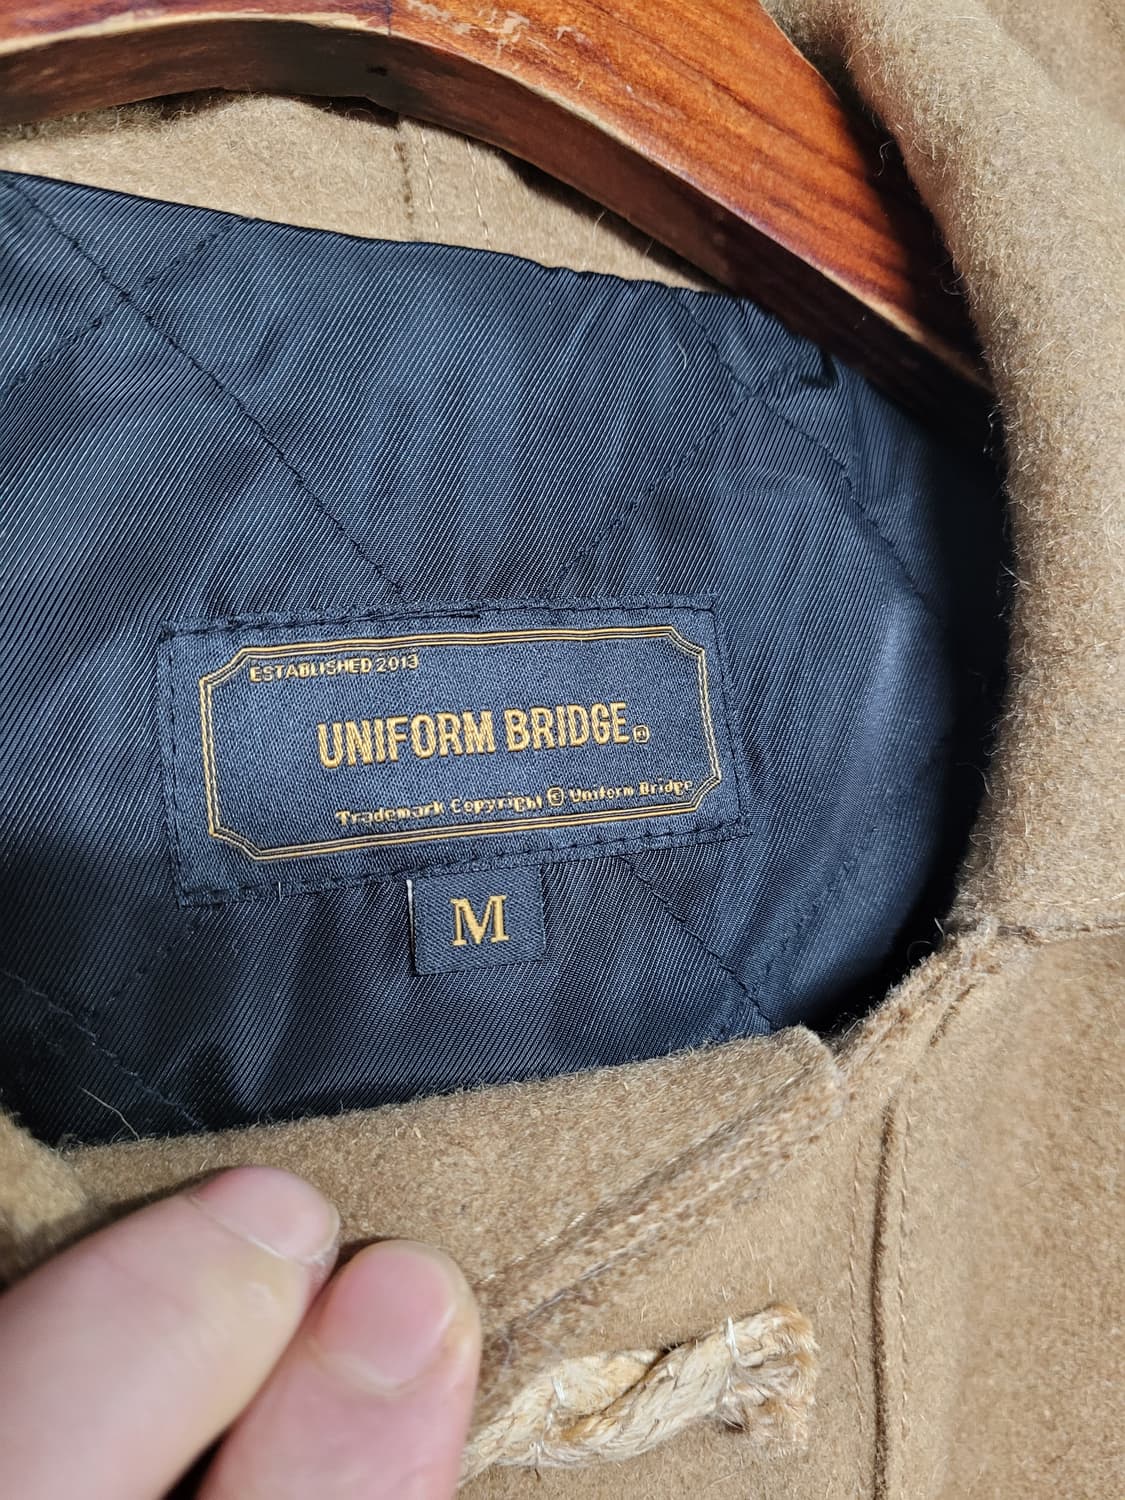 ESTABLISHED 2013
UNIFORM BRIDGE®
Trademark Copyright © Uniform Bridge
M